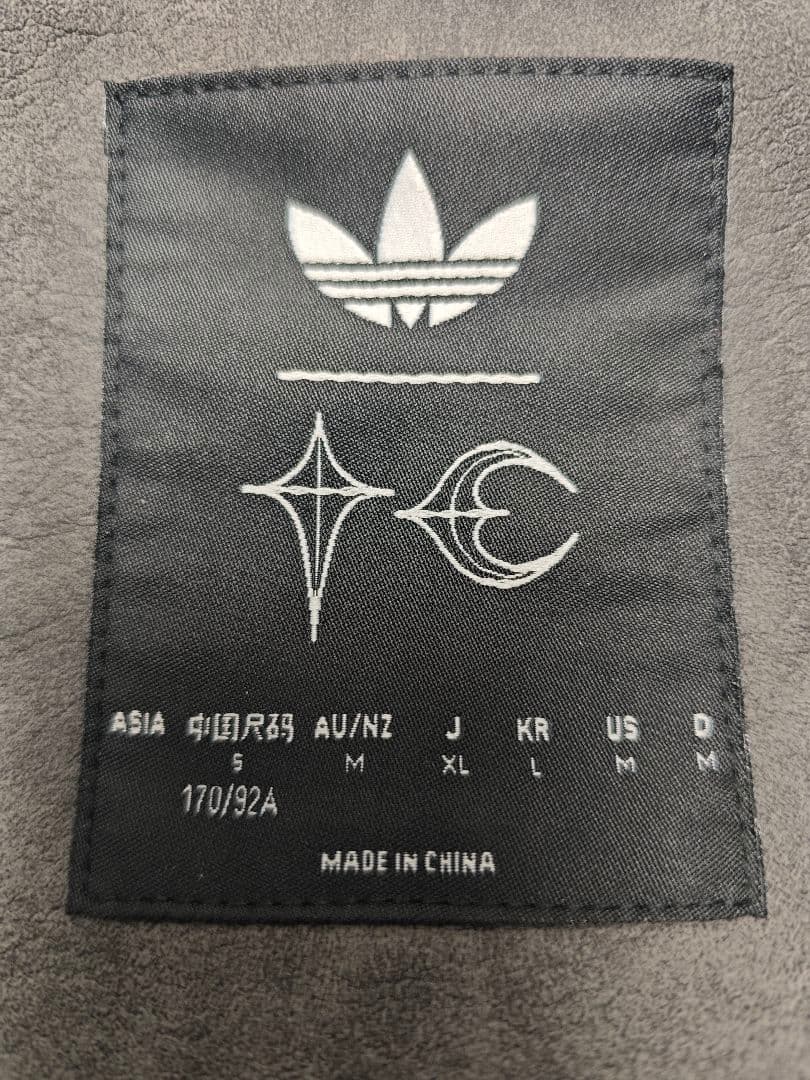 ASIA 中国尺码 AU/NZ J KR US D
S M XL L M M
170/92A
MADE IN CHINA